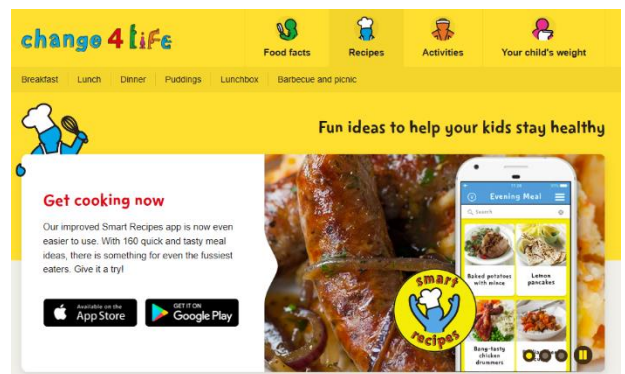 change 4 life
Food facts
Recipes
Activities
Your child's weight
Breakfast
Lunch
Dinner
Puddings
Lunchbox
Barbecue and picnic
Fun ideas to help your kids stay healthy
Get cooking now
Our improved Smart Recipes app is now even
easier to use. With 160 quick and tasty meal
ideas, there is something for even the fussiest
eaters. Give it a try!
Available on the
App Store
GET IT ON
Google Play
smart
recipes
Evening Meal
Search
Baked potatoes
with mince
Lemon
pancakes
Bang-tasty
chicken
drummers